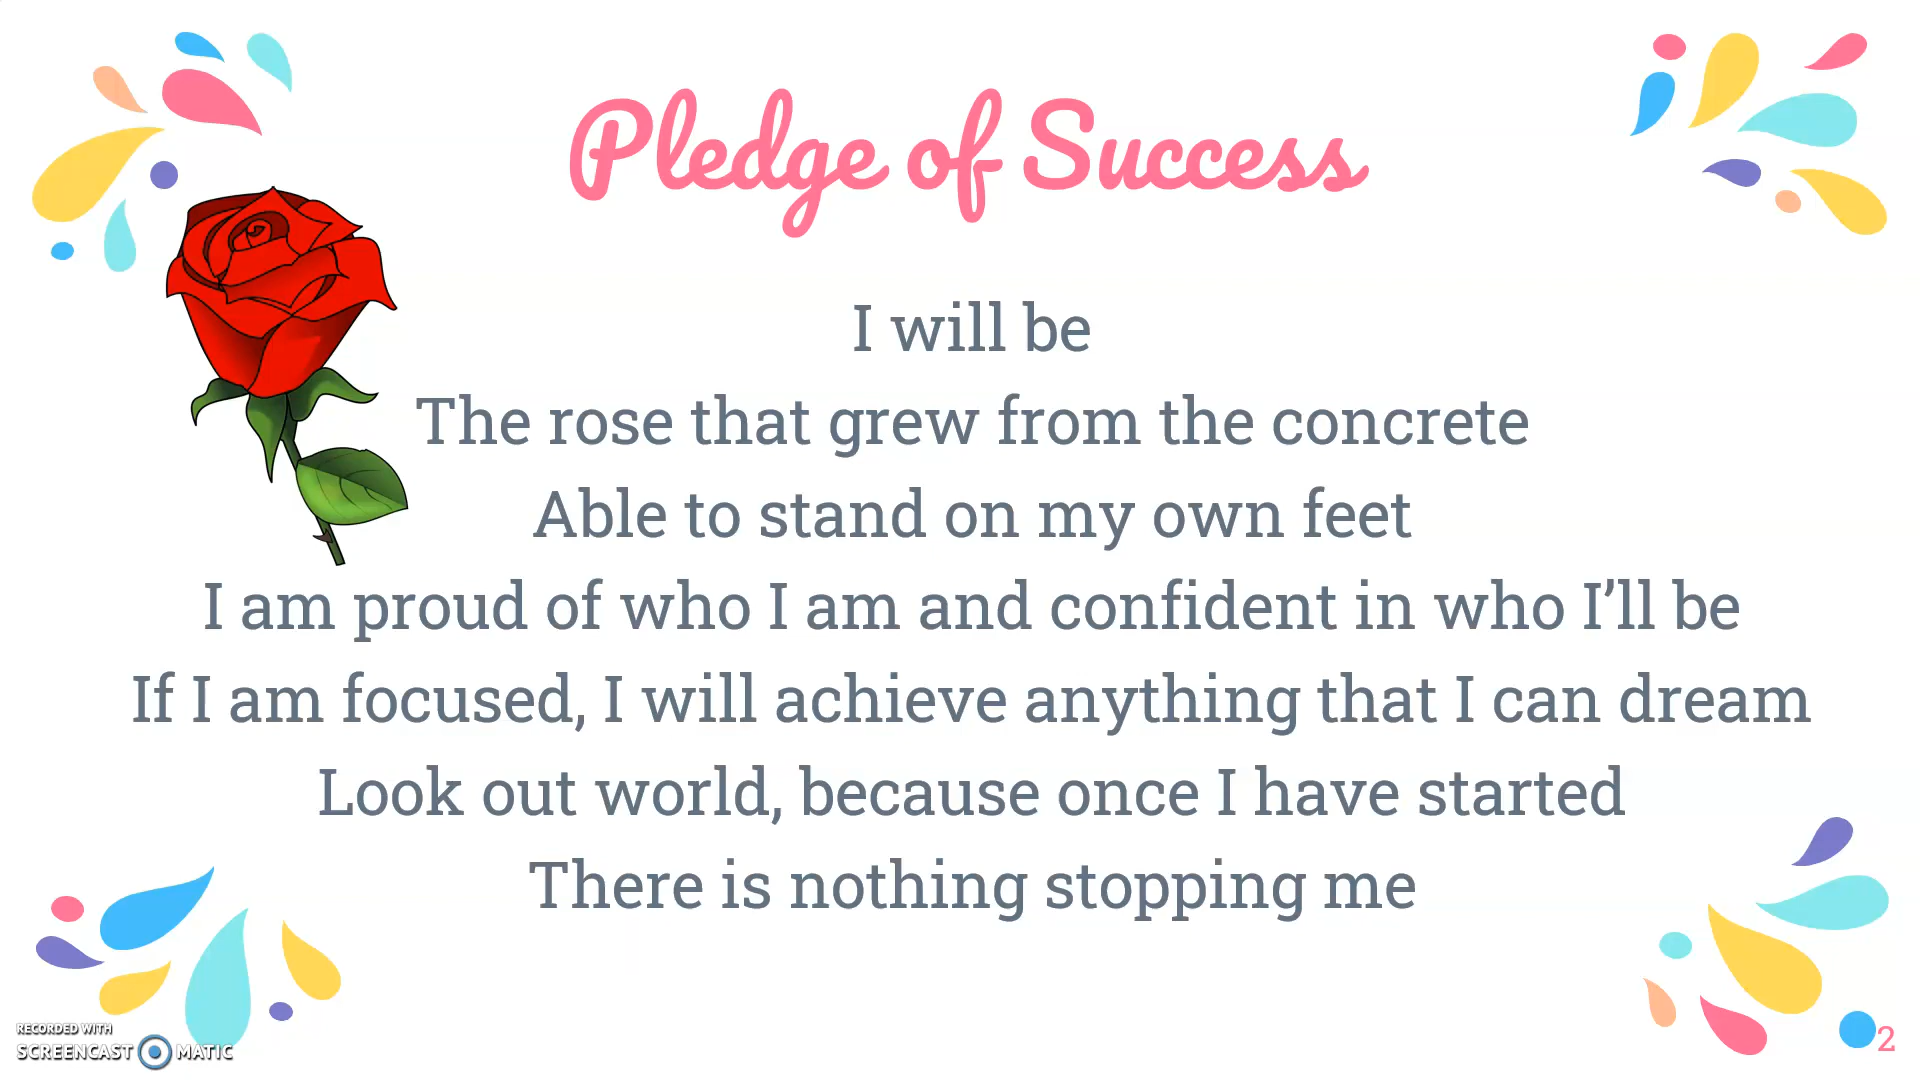 Pledge of Success
I will be
The rose that grew from the concrete
Able to stand on my own feet
I am proud of who I am and confident in who I’ll be
If I am focused, I will achieve anything that I can dream
Look out world, because once I have started
There is nothing stopping me
RECORDED WITH
SCREENCAST MATIC
2